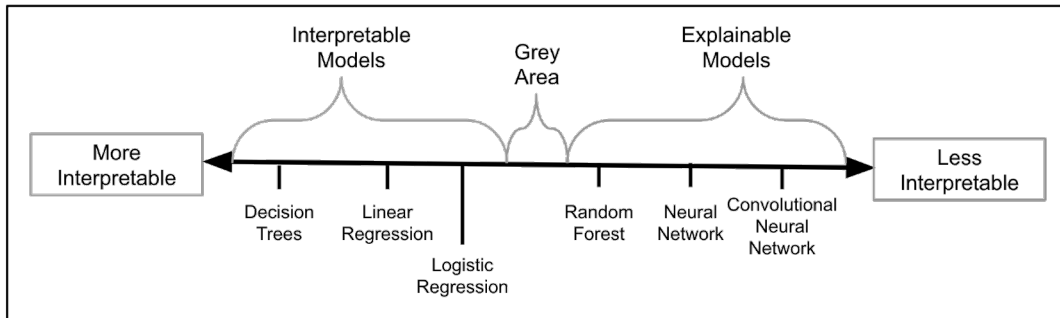 Interpretable
Models
Grey
Area
Explainable
Models
More
Interpretable
Less
Interpretable
Decision
Trees
Linear
Regression
Logistic
Regression
Random
Forest
Neural
Network
Convolutional
Neural
Network